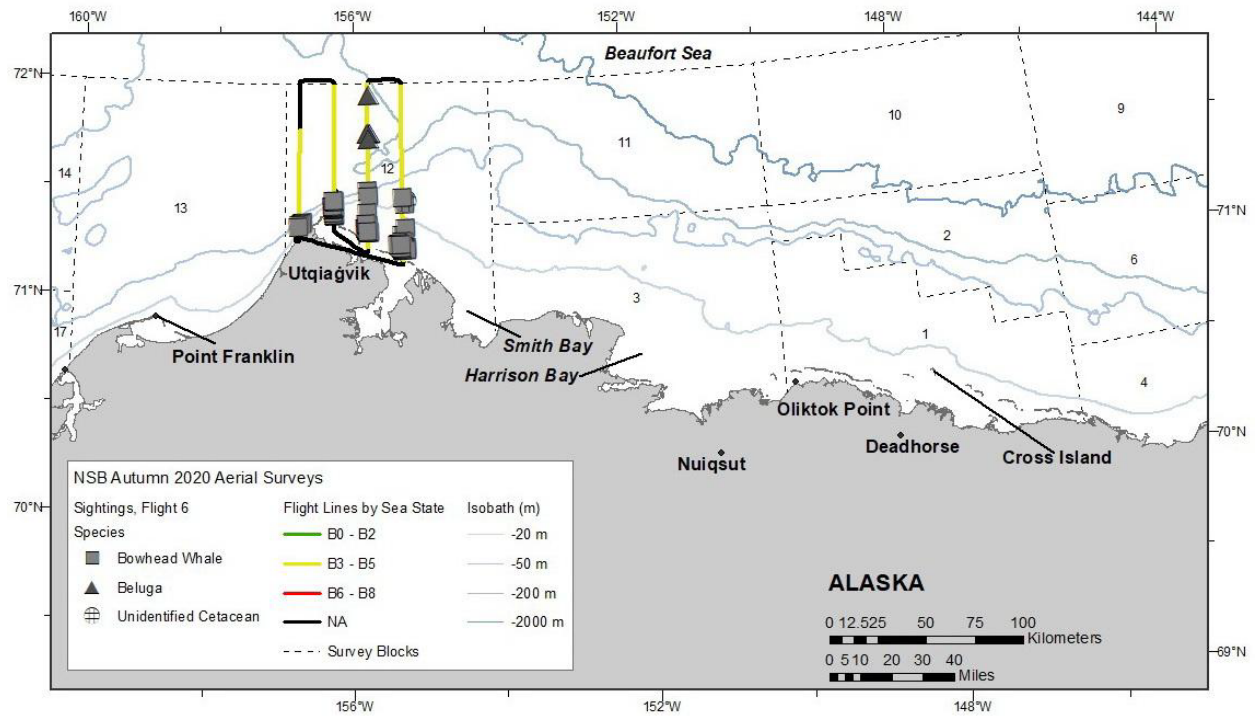 160°W 156°W 152°W 148°W 144°W
72°N
Beaufort Sea
9
10
11
12
14
13
71°N
2
6
Utqiaġvik
71°N
3
17
1
Point Franklin
Smith Bay
Harrison Bay
4
Oliktok Point
Deadhorse
70°N
Nuiqsut
Cross Island
NSB Autumn 2020 Aerial Surveys
Sightings, Flight 6
Species
Bowhead Whale
Beluga
Unidentified Cetacean
Flight Lines by Sea State
B0 - B2
B3 - B5
B6 - B8
NA
Survey Blocks
Isobath (m)
-20 m
-50 m
-200 m
-2000 m
70°N
ALASKA
0 12.525 50 75 100
Kilometers
0 5 10 20 30 40
Miles
69°N
156°W 152°W 148°W